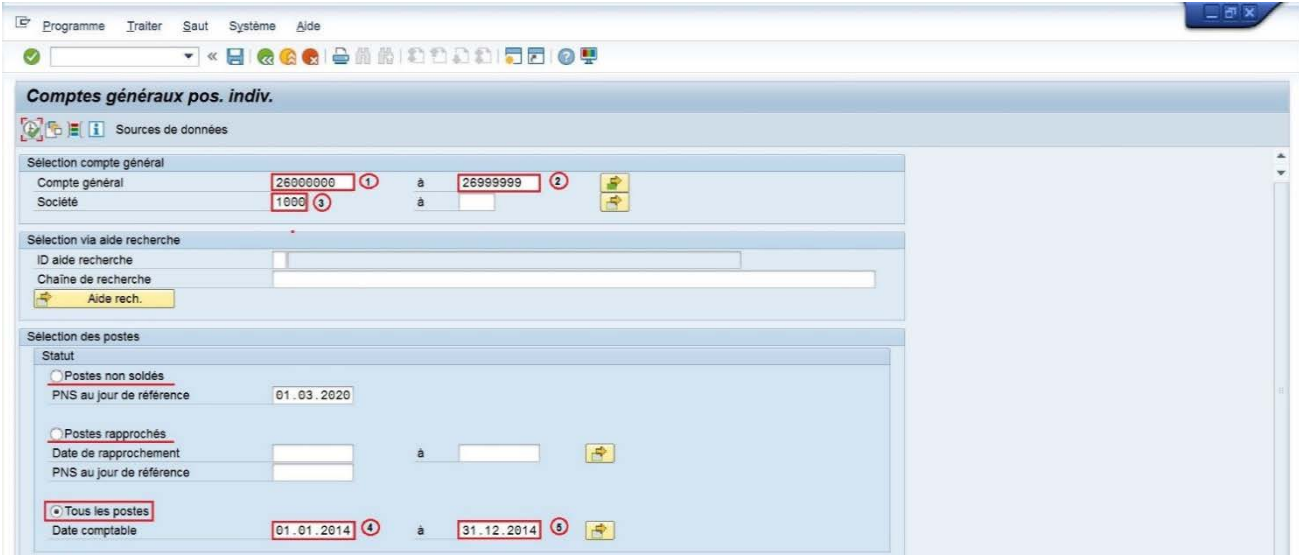 Programme Traiter Saut Système Aide
Comptes généraux pos. indiv.
Sources de données
Sélection compte général
Compte général 26000000 1 à 26999999 2
Société 1000 3 à
Sélection via aide recherche
ID aide recherche
Chaîne de recherche
Aide rech.
Sélection des postes
Statut
Postes non soldés
PNS au jour de référence 01.03.2020
Postes rapprochés
Date de rapprochement à
PNS au jour de référence
Tous les postes
Date comptable 01.01.2014 4 à 31.12.2014 5